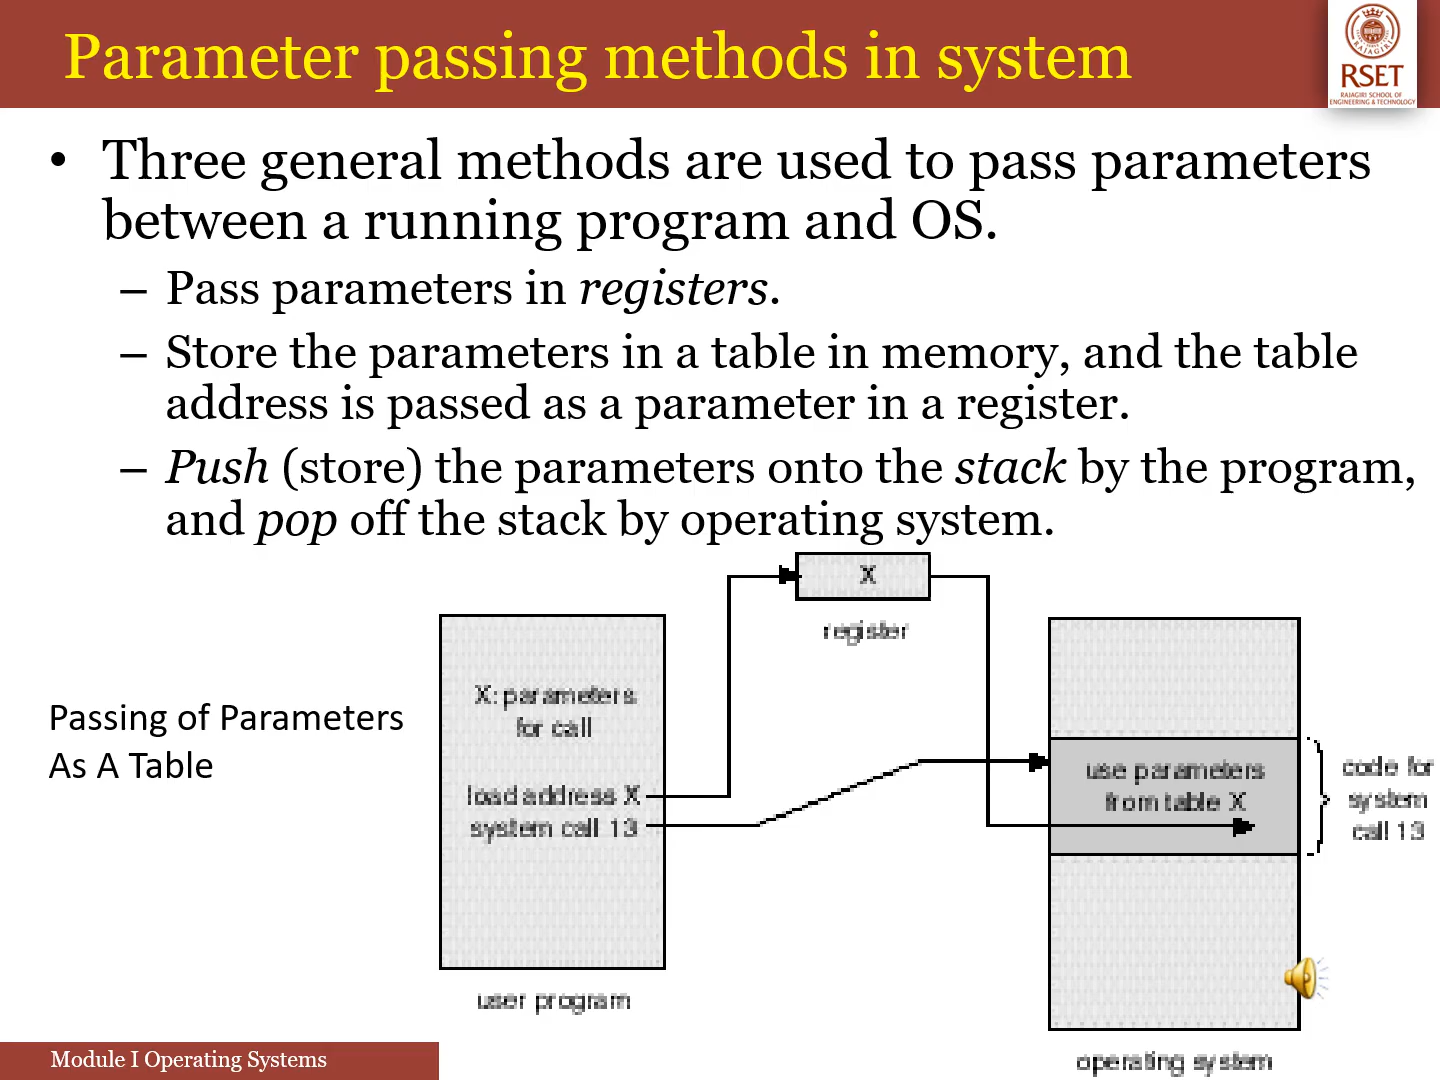 Parameter passing methods in system
RAJAGIRI
RSET
RAJAGIRI SCHOOL OF
ENGINEERING & TECHNOLOGY
• Three general methods are used to pass parameters
between a running program and OS.
– Pass parameters in registers.
– Store the parameters in a table in memory, and the table
address is passed as a parameter in a register.
– Push (store) the parameters onto the stack by the program,
and pop off the stack by operating system.
X
register
X: parameters
for call
load address X
system call 13
user program
Passing of Parameters
As A Table
use parameters
from table X
code for
system
call 13
operating system
Module I Operating Systems